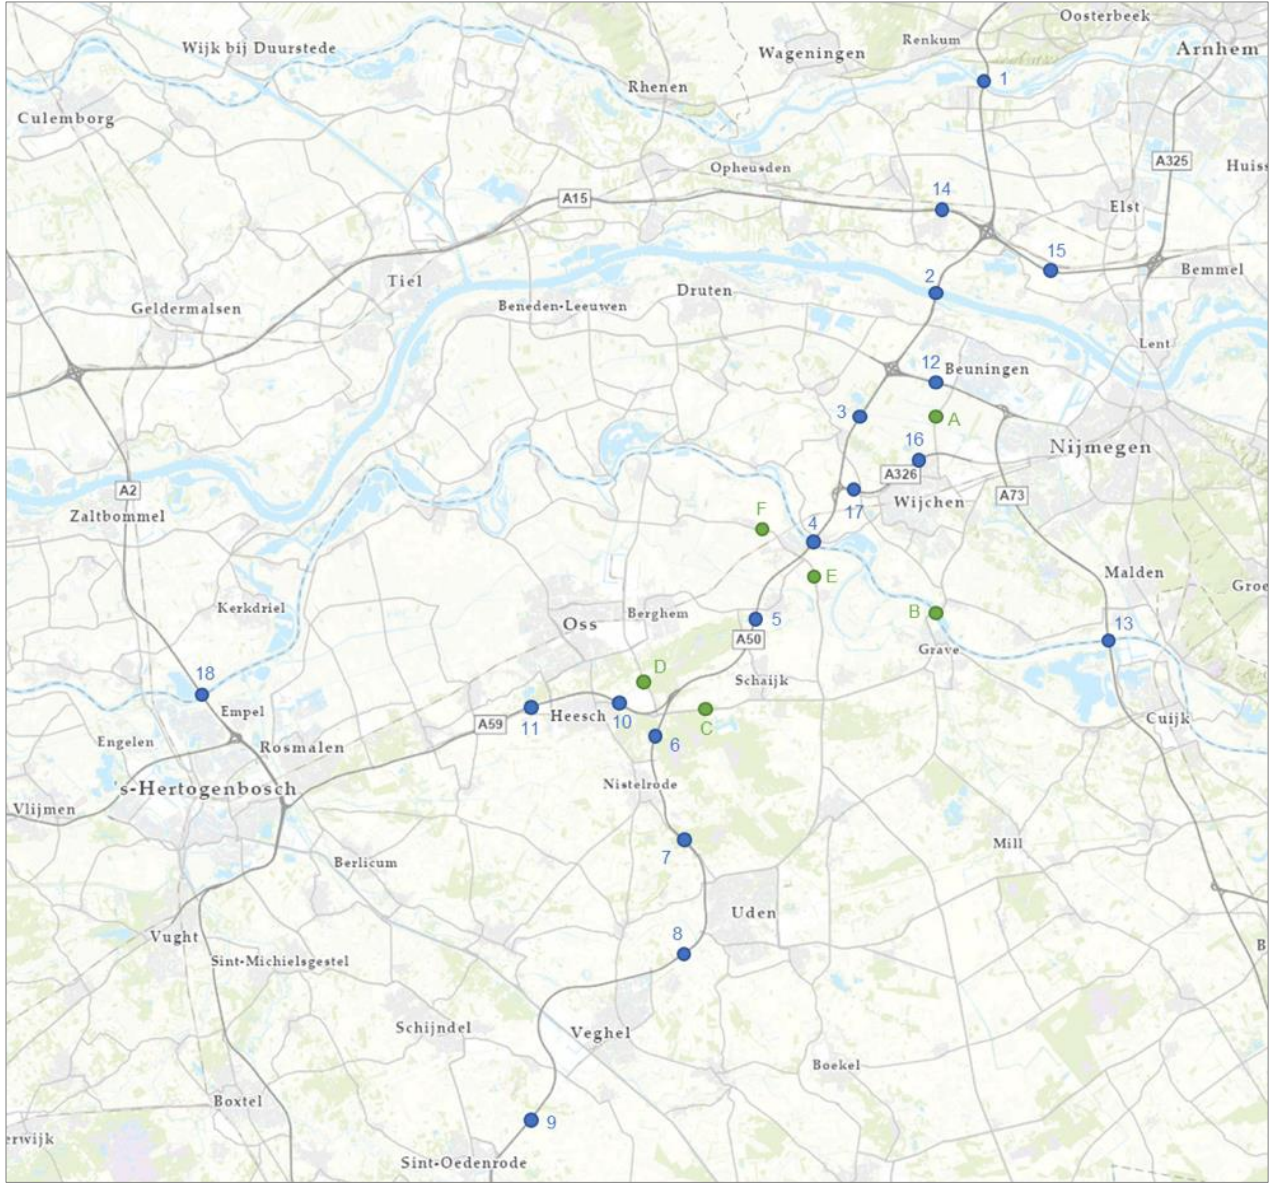 Oosterbeek
Wijk bij Duurstede
Renkum
Wageningen
Arnhem
Rhenen
1
Culemborg
A325
Opheusden
Huiss
14
A15
Elst
15
Bemmel
2
Tiel
Druten
Geldermalsen
Beneden-Leeuwen
Lent
12
Beuningen
3
A
16
Nijmegen
A326
A2
A73
Wijchen
17
F
Zaltbommel
4
E
Malden
Groe
Kerkdriel
B
Berghem
Oss
5
13
A50
Grave
D
18
Schaijk
Empel
11
Heesch
10
C
Cuijk
A59
6
Engelen
Rosmalen
Nistelrode
's-Hertogenbosch
Vlijmen
Mill
7
Berlicum
Uden
8
Vught
B
Sint-Michielsgestel
Schijndel
Veghel
Boekel
Boxtel
9
erwijk
Sint-Oedenrode